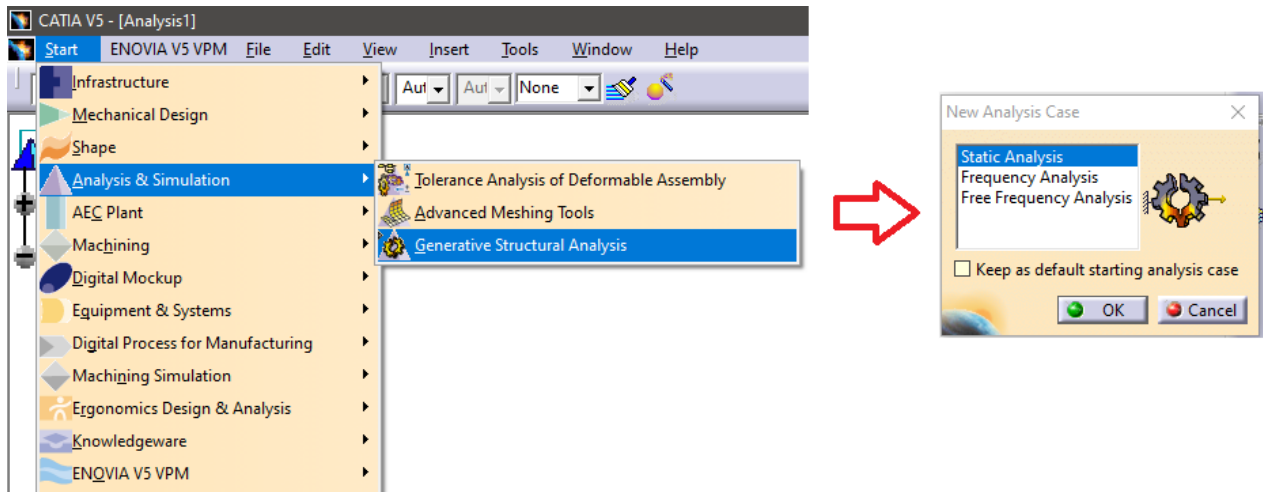 CATIA V5 - [Analysis1]
Start ENOVIA V5 VPM File Edit View Insert Tools Window Help
Aut Aut None
Infrastructure
Mechanical Design
Shape
Analysis & Simulation
AEC Plant
Machining
Digital Mockup
Equipment & Systems
Digital Process for Manufacturing
Machining Simulation
Ergonomics Design & Analysis
Knowledgeware
ENOVIA V5 VPM
Tolerance Analysis of Deformable Assembly
Advanced Meshing Tools
Generative Structural Analysis
New Analysis Case
Static Analysis
Frequency Analysis
Free Frequency Analysis
Keep as default starting analysis case
OK Cancel